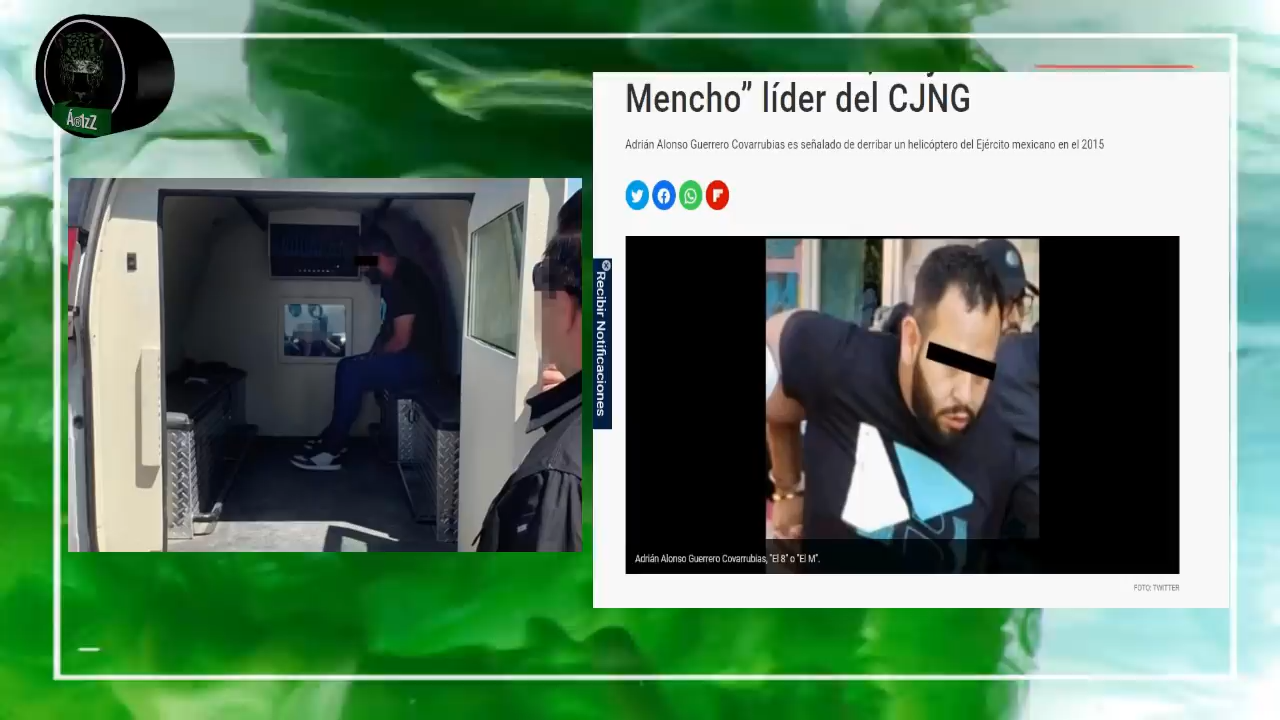 Á@1zZ
Mencho” líder del CJNG
Adrián Alonso Guerrero Covarrubias es señalado de derribar un helicóptero del Ejército mexicano en el 2015
Recibir Notificaciones
Adrián Alonso Guerrero Covarrubias, "El 8" o "El M".
FOTO: TWITTER